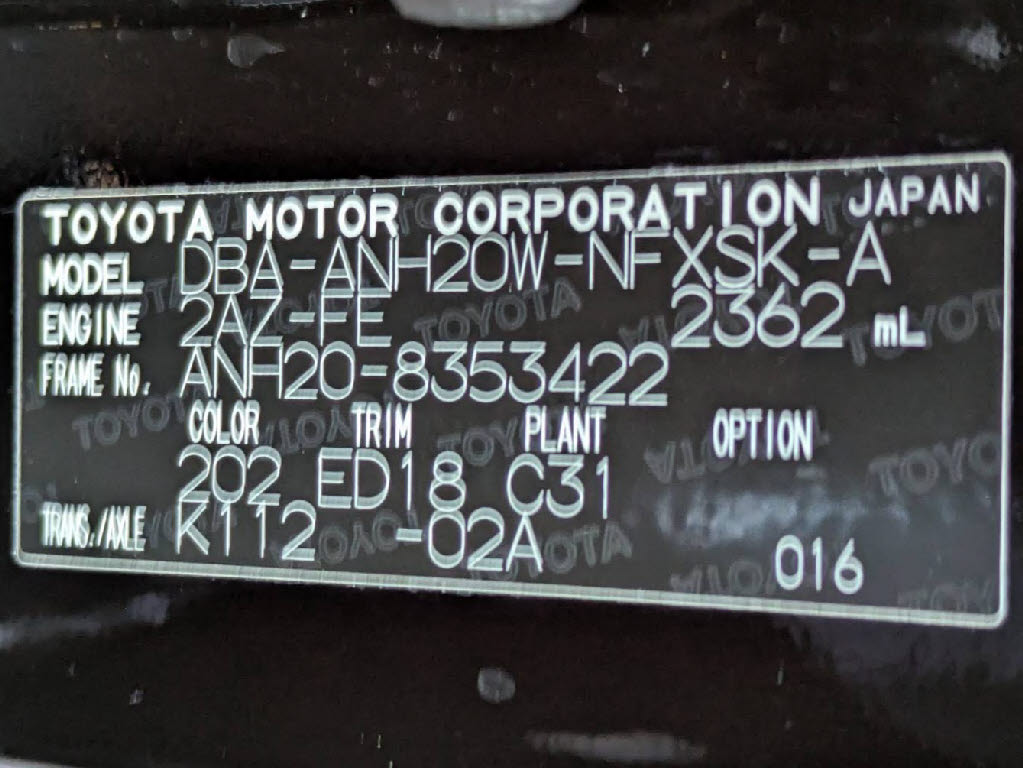 TOYOTA MOTOR CORPORATION JAPAN
MODEL DBA-ANH20W-NFXSK-A
ENGINE 2AZ-FE 2362 mL
FRAME No. ANH20-8353422
COLOR TRIM PLANT OPTION
202 ED18 C31
TRANS./AXLE K112 -02A 016